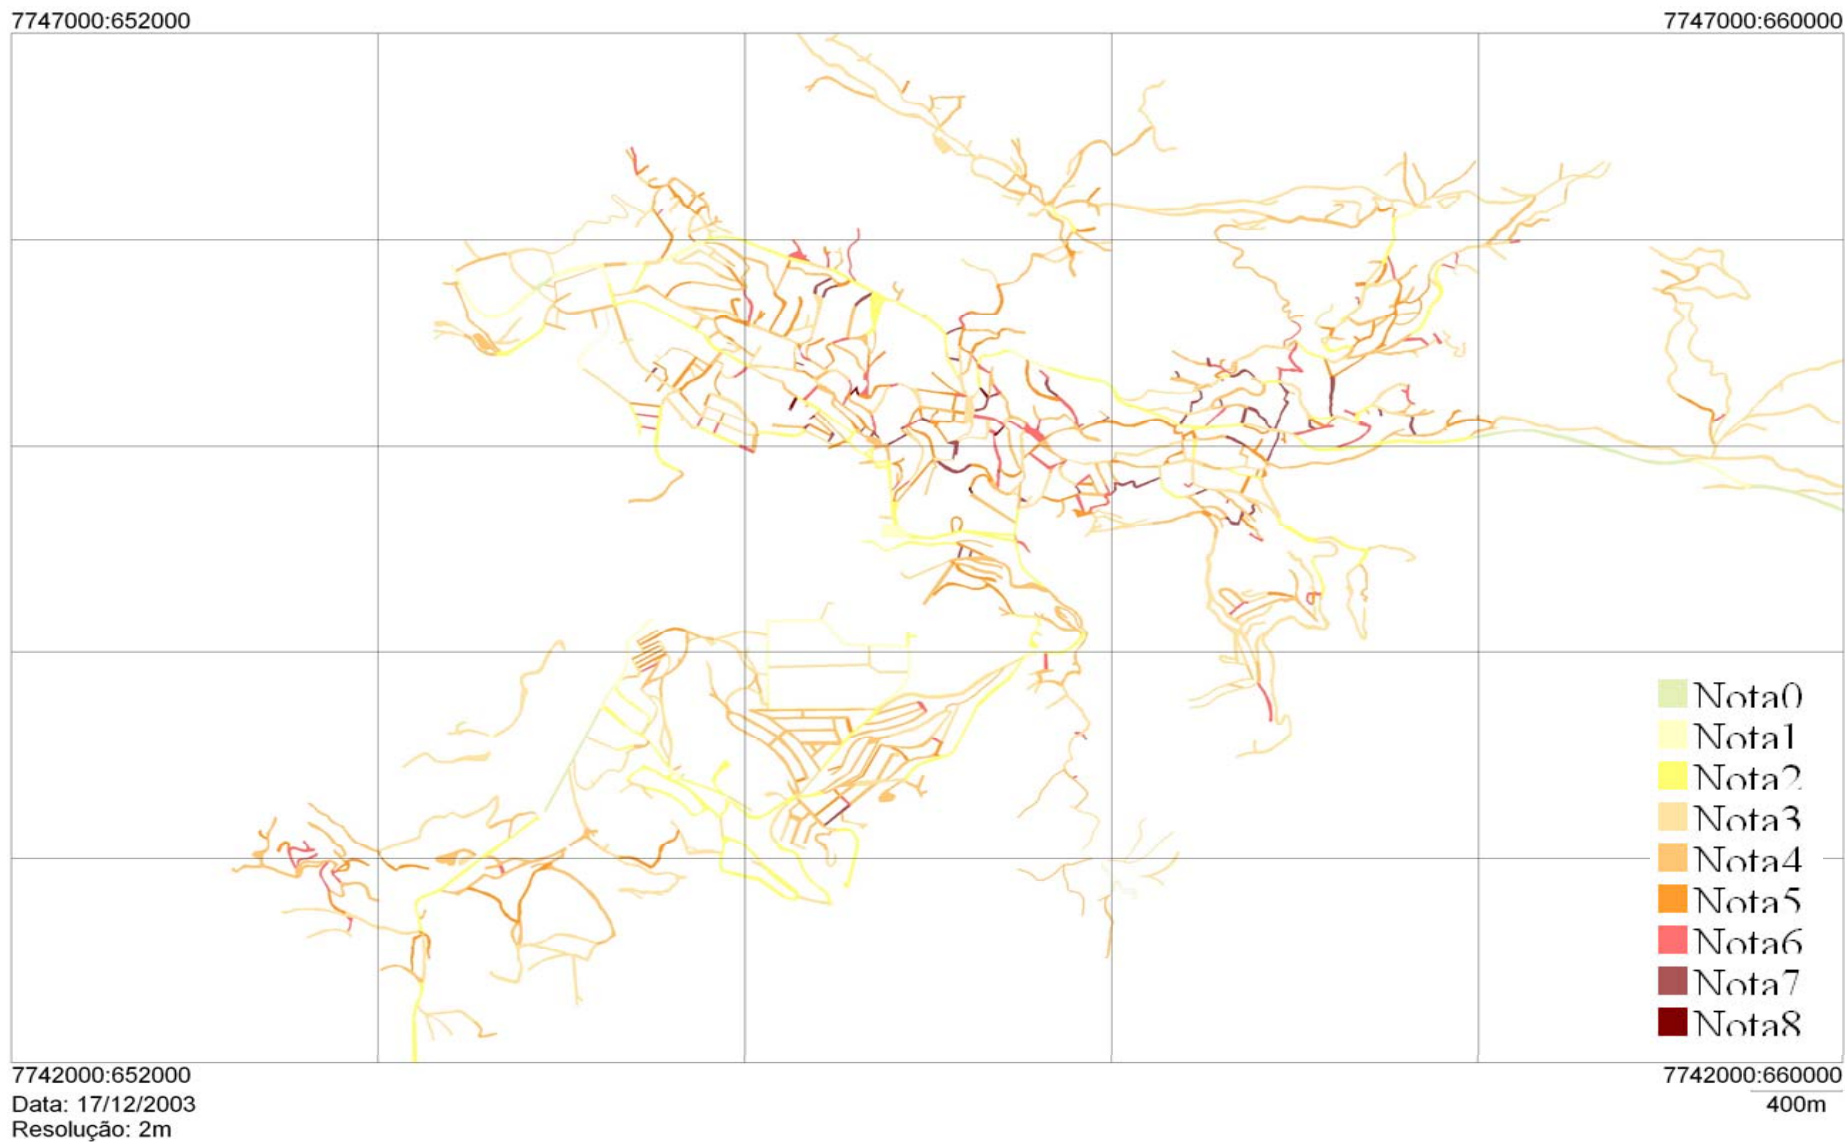 7747000:652000
7747000:660000
Nota0
Nota1
Nota2
Nota3
Nota4
Nota5
Nota6
Nota7
Nota8
7742000:652000
7742000:660000
Data: 17/12/2003
400m
Resolução: 2m